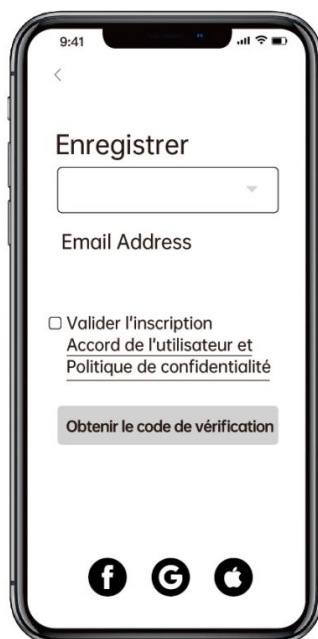 9:41
Enregistrer
Email Address
Valider l'inscription
Accord de l'utilisateur et
Politique de confidentialité
Obtenir le code de vérification